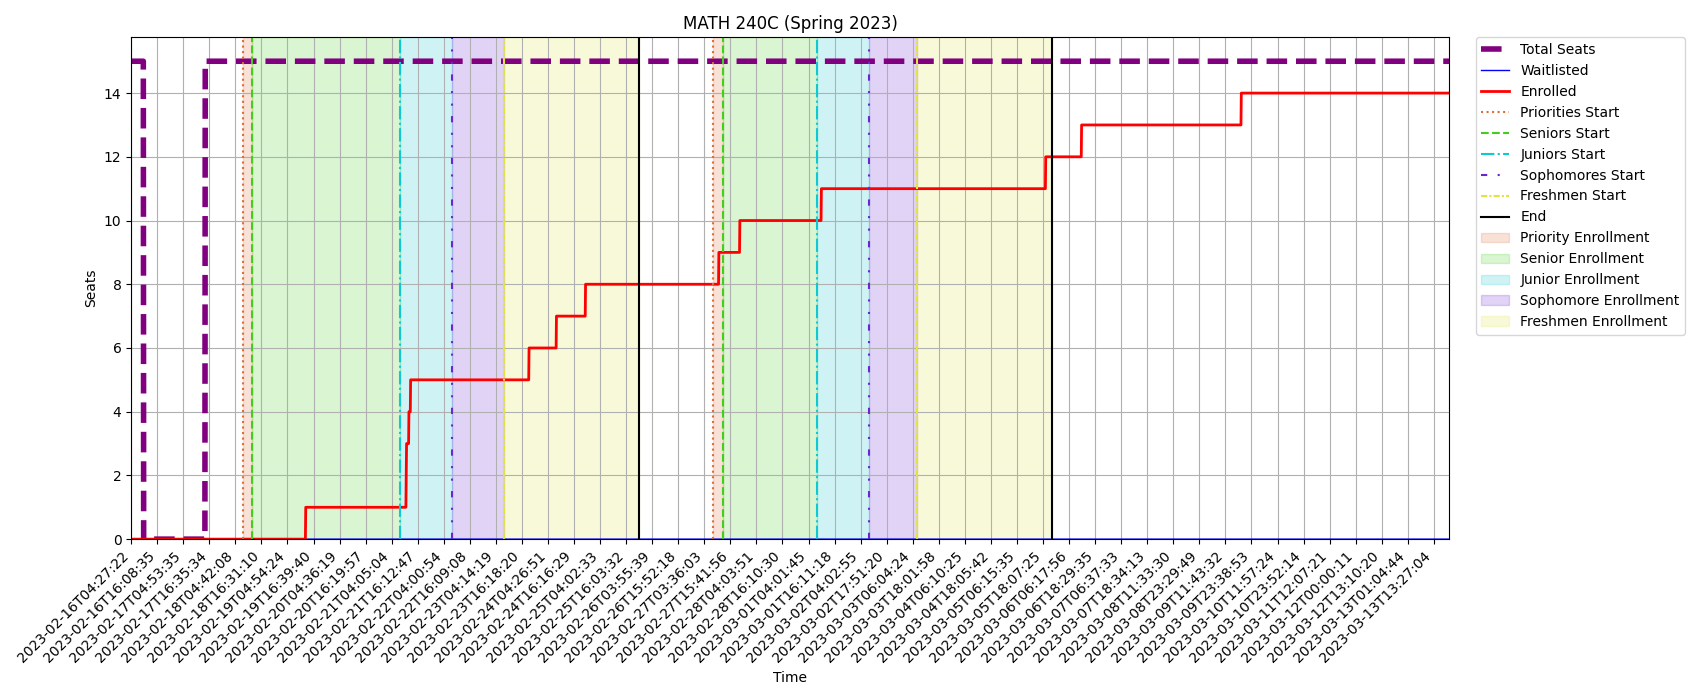 MATH 240C (Spring 2023)
Seats
14
12
10
8
6
4
2
0
2023-02-16T04:27:22
2023-02-16T16:08:35
2023-02-17T04:53:35
2023-02-17T17:35:34
2023-02-18T04:42:08
2023-02-18T16:31:10
2023-02-19T04:54:24
2023-02-19T16:39:40
2023-02-20T04:36:19
2023-02-20T16:19:57
2023-02-21T04:05:04
2023-02-21T16:12:47
2023-02-22T04:00:54
2023-02-22T16:09:08
2023-02-23T04:14:19
2023-02-23T16:18:20
2023-02-24T04:26:51
2023-02-24T16:16:29
2023-02-25T04:02:33
2023-02-25T16:03:32
2023-02-26T03:55:39
2023-02-26T15:52:18
2023-02-27T03:36:03
2023-02-27T15:41:56
2023-02-28T04:03:51
2023-02-28T16:10:30
2023-03-01T04:01:45
2023-03-01T16:11:18
2023-03-02T04:02:55
2023-03-02T17:51:20
2023-03-03T06:04:24
2023-03-03T18:01:58
2023-03-04T06:10:25
2023-03-04T18:05:42
2023-03-05T06:15:35
2023-03-05T18:07:25
2023-03-06T06:17:56
2023-03-06T18:29:35
2023-03-07T06:37:33
2023-03-07T18:34:13
2023-03-08T11:33:30
2023-03-08T23:29:49
2023-03-09T11:43:32
2023-03-09T23:38:53
2023-03-10T11:57:24
2023-03-10T23:52:14
2023-03-11T12:07:21
2023-03-12T00:00:11
2023-03-12T13:10:20
2023-03-13T01:04:44
2023-03-13T13:27:04
Time
Total Seats
Waitlisted
Enrolled
Priorities Start
Seniors Start
Juniors Start
Sophomores Start
Freshmen Start
End
Priority Enrollment
Senior Enrollment
Junior Enrollment
Sophomore Enrollment
Freshmen Enrollment